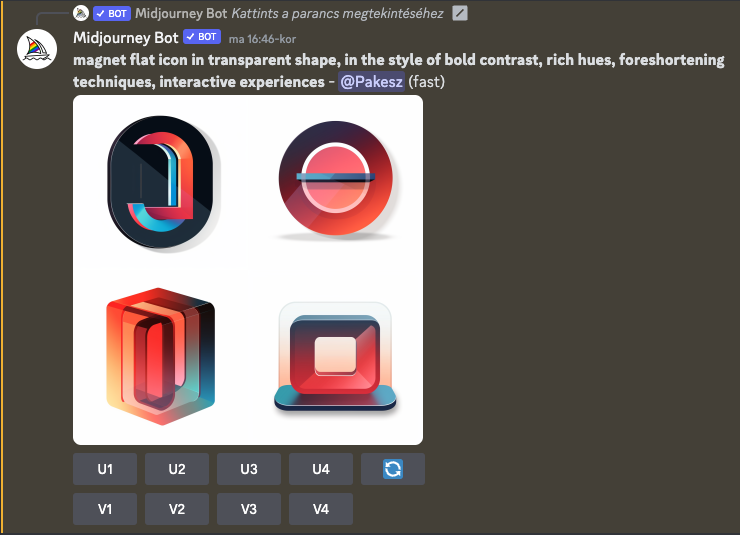 ✓ BOT Midjourney Bot Kattints a parancs megtekintéséhez
Midjourney Bot ✓ BOT ma 16:46-kor
magnet flat icon in transparent shape, in the style of bold contrast, rich hues, foreshortening
techniques, interactive experiences - @Pakesz (fast)
U1 U2 U3 U4
V1 V2 V3 V4